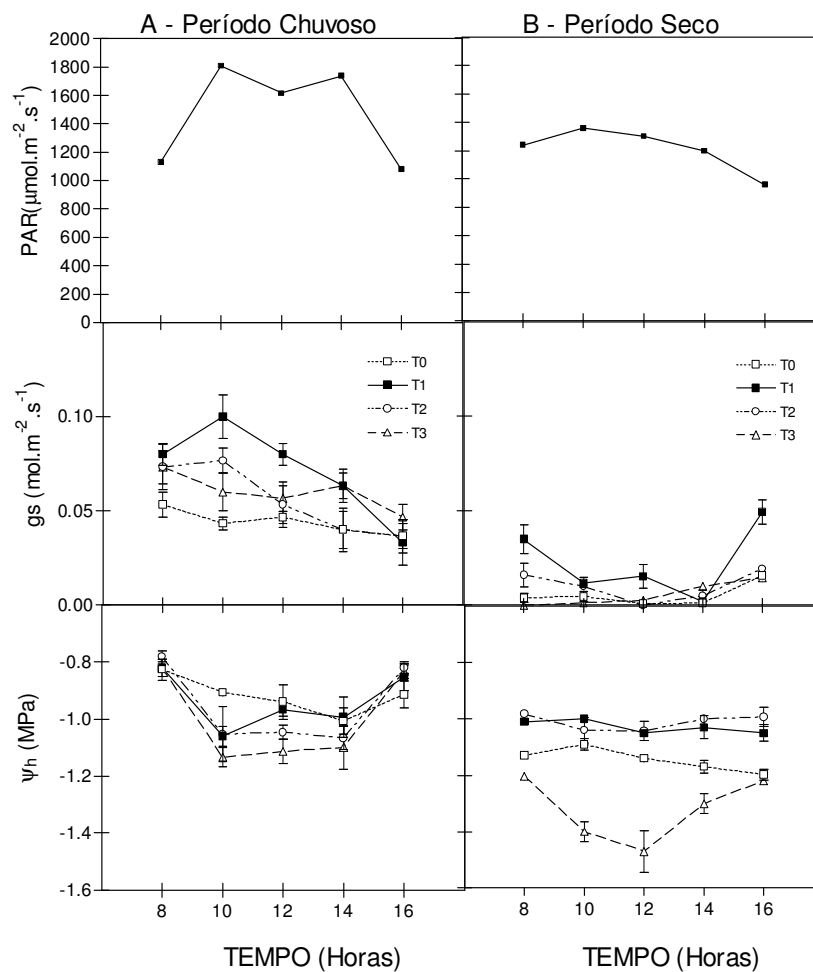 A - Período Chuvoso
B - Período Seco
PAR(μmol.m⁻².s⁻¹)
2000
1800
1600
1400
1200
1000
800
600
400
200
0
gs (mol.m⁻².s⁻¹)
0.10
0.05
0.00
T0
T1
T2
T3
T0
T1
T2
T3
Ψh (MPa)
-0.8
-1.0
-1.2
-1.4
-1.6
8 10 12 14 16
8 10 12 14 16
TEMPO (Horas)
TEMPO (Horas)